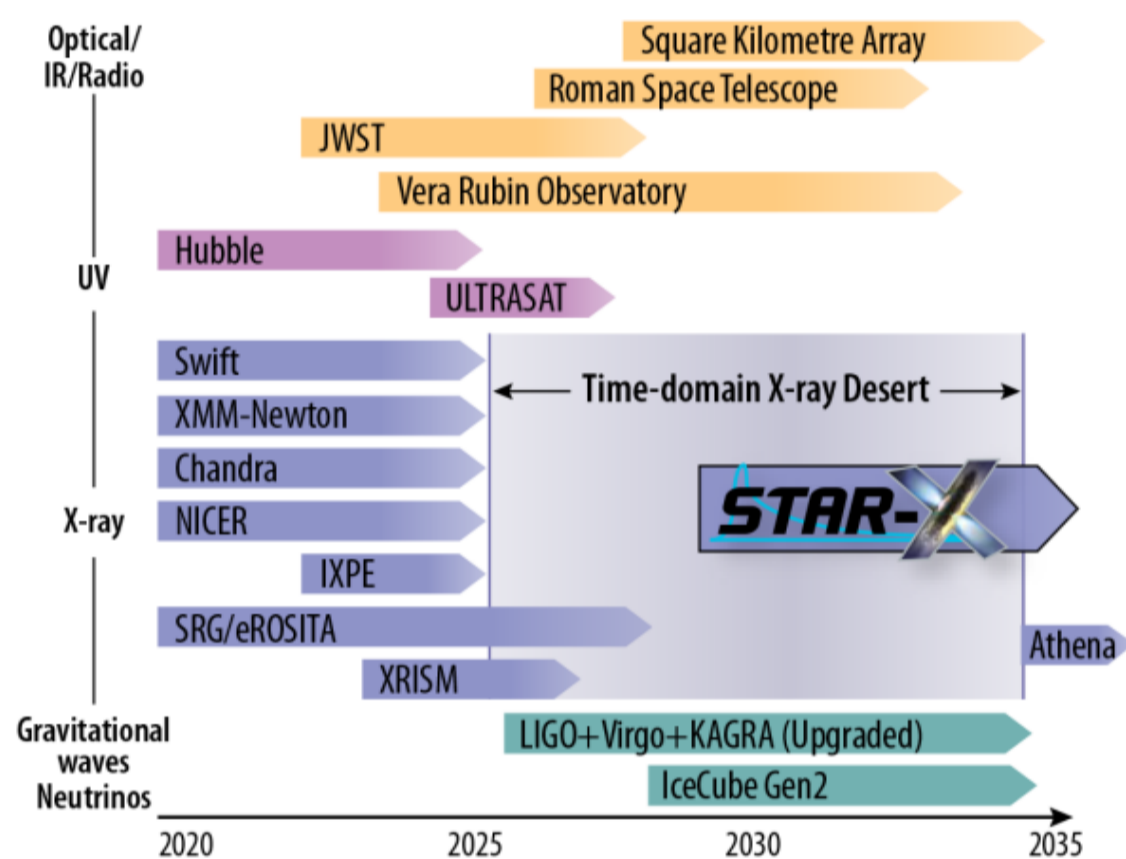 Optical/
IR/Radio
Square Kilometre Array
Roman Space Telescope
JWST
Vera Rubin Observatory
Hubble
UV
ULTRASAT
Swift
Time-domain X-ray Desert
XMM-Newton
Chandra
X-ray
NICER
STAR-X
IXPE
SRG/eROSITA
Athena
XRISM
Gravitational
waves
Neutrinos
LIGO+Virgo+KAGRA (Upgraded)
IceCube Gen2
2020 2025 2030 2035